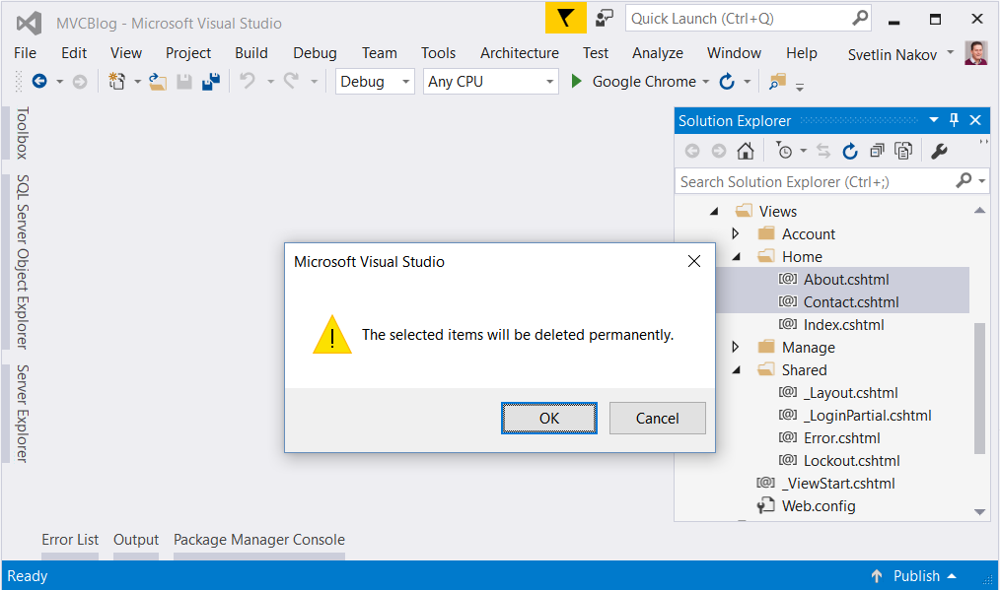 MVCBlog - Microsoft Visual Studio
Quick Launch (Ctrl+Q)
File Edit View Project Build Debug Team Tools Architecture Test Analyze Window Help Svetlin Nakov
Debug Any CPU Google Chrome
Toolbox
SQL Server Object Explorer
Server Explorer
Solution Explorer
Search Solution Explorer (Ctrl+;)
Views
Account
Home
[@] About.cshtml
[@] Contact.cshtml
[@] Index.cshtml
Manage
Shared
[@] _Layout.cshtml
[@] _LoginPartial.cshtml
[@] Error.cshtml
[@] Lockout.cshtml
[@] _ViewStart.cshtml
Web.config
Microsoft Visual Studio
The selected items will be deleted permanently.
OK Cancel
Error List Output Package Manager Console
Ready Publish